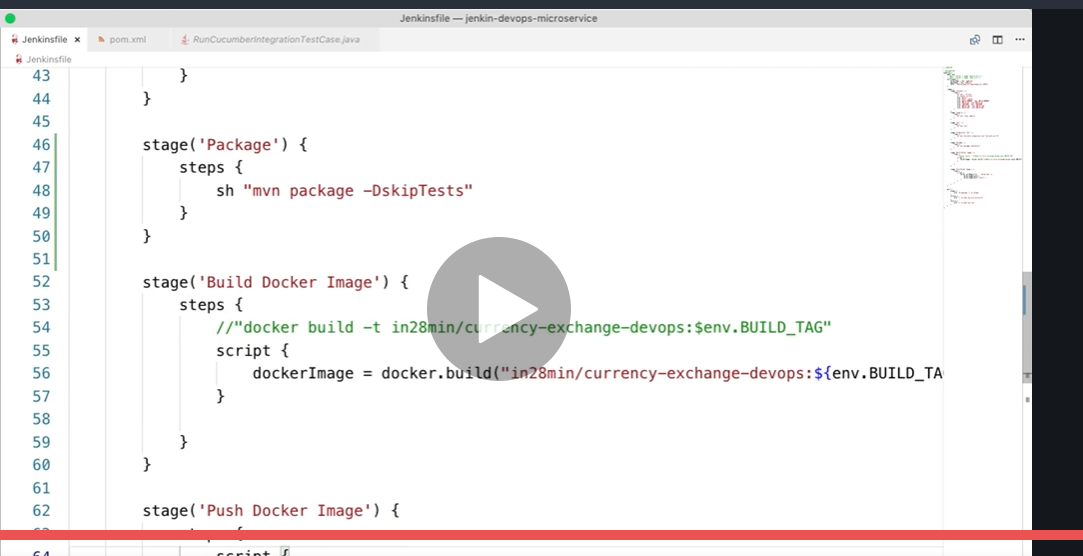 Jenkinsfile — jenkin-devops-microservice
Jenkinsfile × pom.xml RunCucumberIntegrationTestCase.java ...
Jenkinsfile
43 }
44 }
45
46 stage('Package') {
47 steps {
48 sh "mvn package -DskipTests"
49 }
50 }
51
52 stage('Build Docker Image') {
53 steps {
54 //"docker build -t in28min/currency-exchange-devops:$env.BUILD_TAG"
55 script {
56 dockerImage = docker.build("in28min/currency-exchange-devops:${env.BUILD_TA
57 }
58
59 }
60 }
61
62 stage('Push Docker Image') {
64 script {